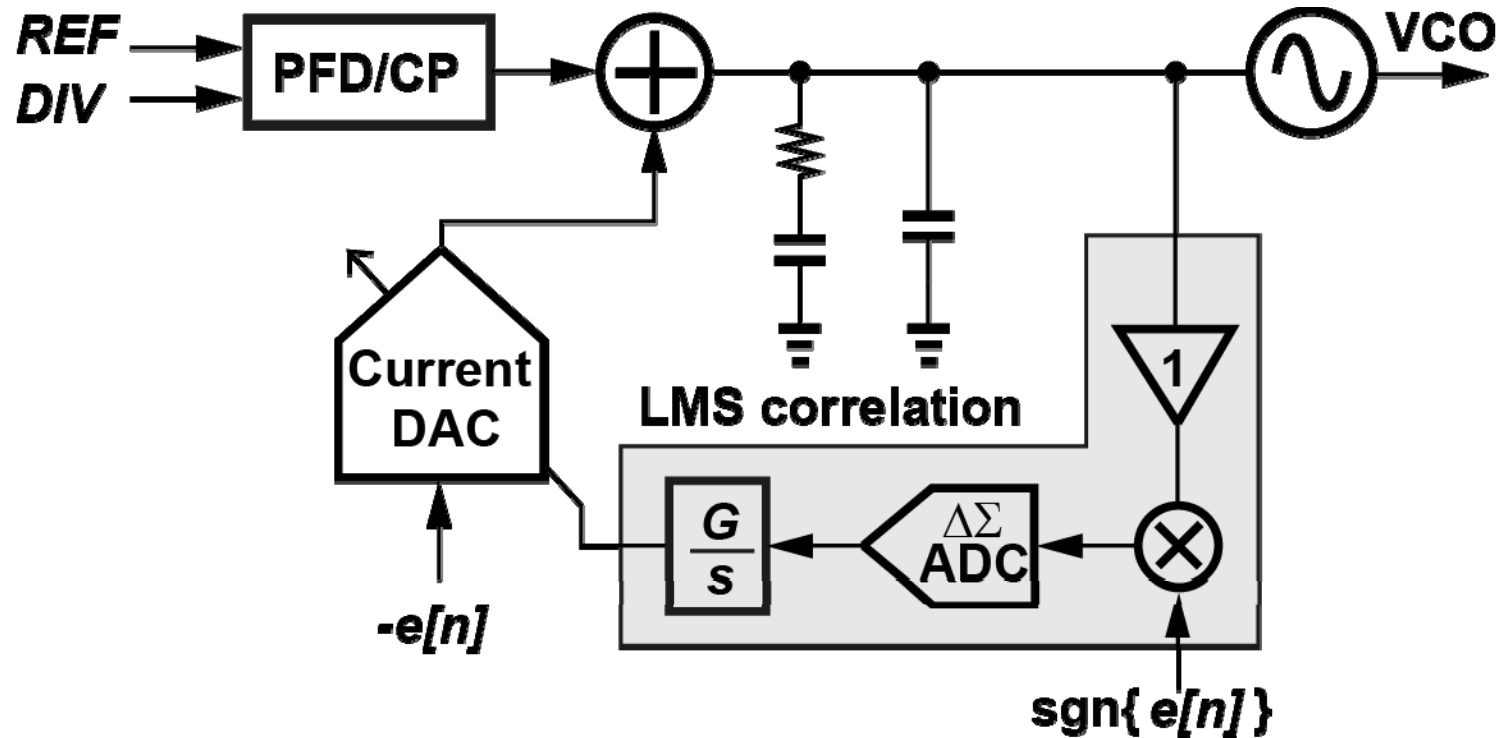 REF
DIV
PFD/CP
VCO
Current
DAC
LMS correlation
1
G
s
ΔΣ
ADC
-e[n]
sgn{ e[n] }